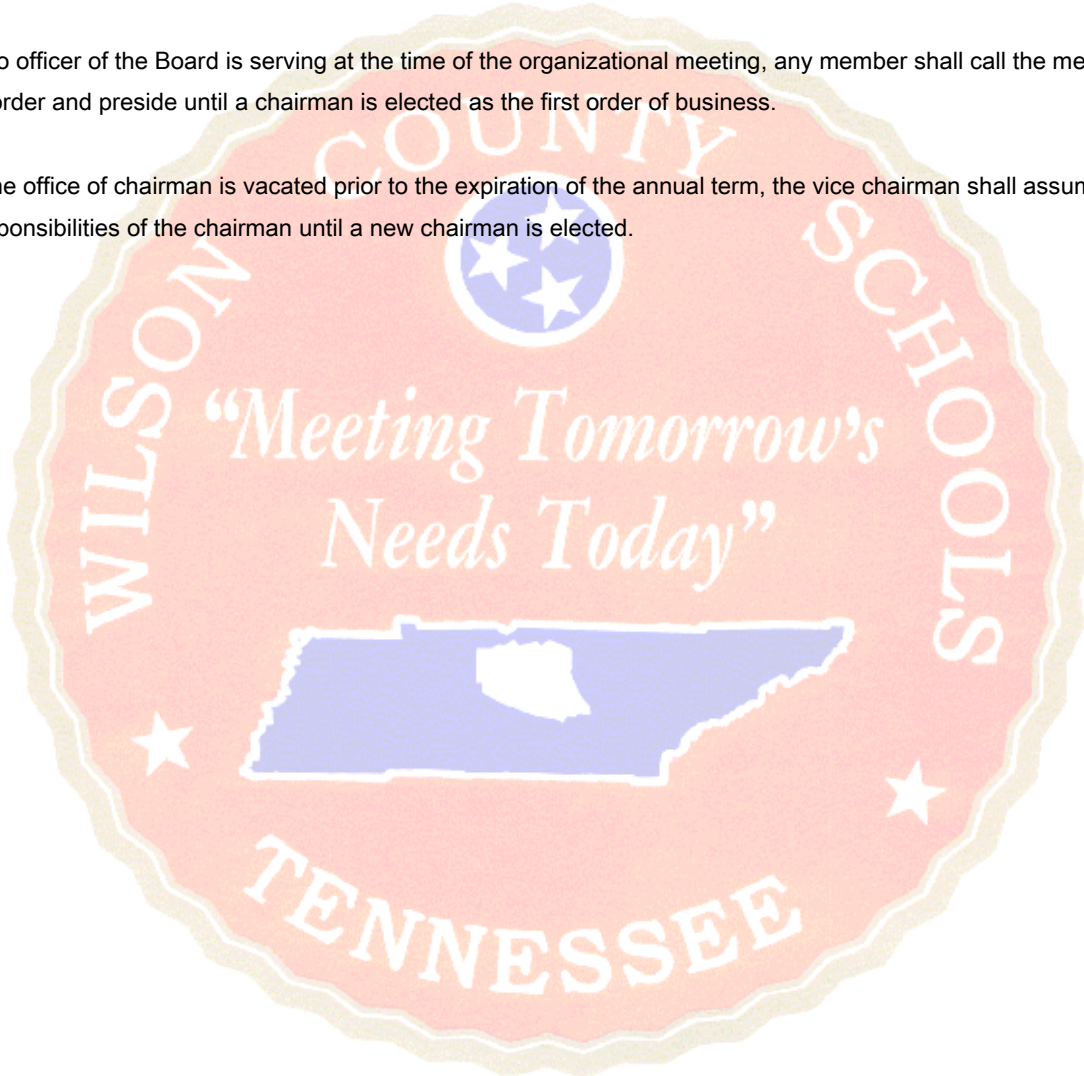 o officer of the Board is serving at the time of the organizational meeting, any member shall call the me
order and preside until a chairman is elected as the first order of business.
he office of chairman is vacated prior to the expiration of the annual term, the vice chairman shall assu
ponsibilities of the chairman until a new chairman is elected.
WILSON COUNTY SCHOOLS
“Meeting Tomorrow's
Needs Today”
TENNESSEE